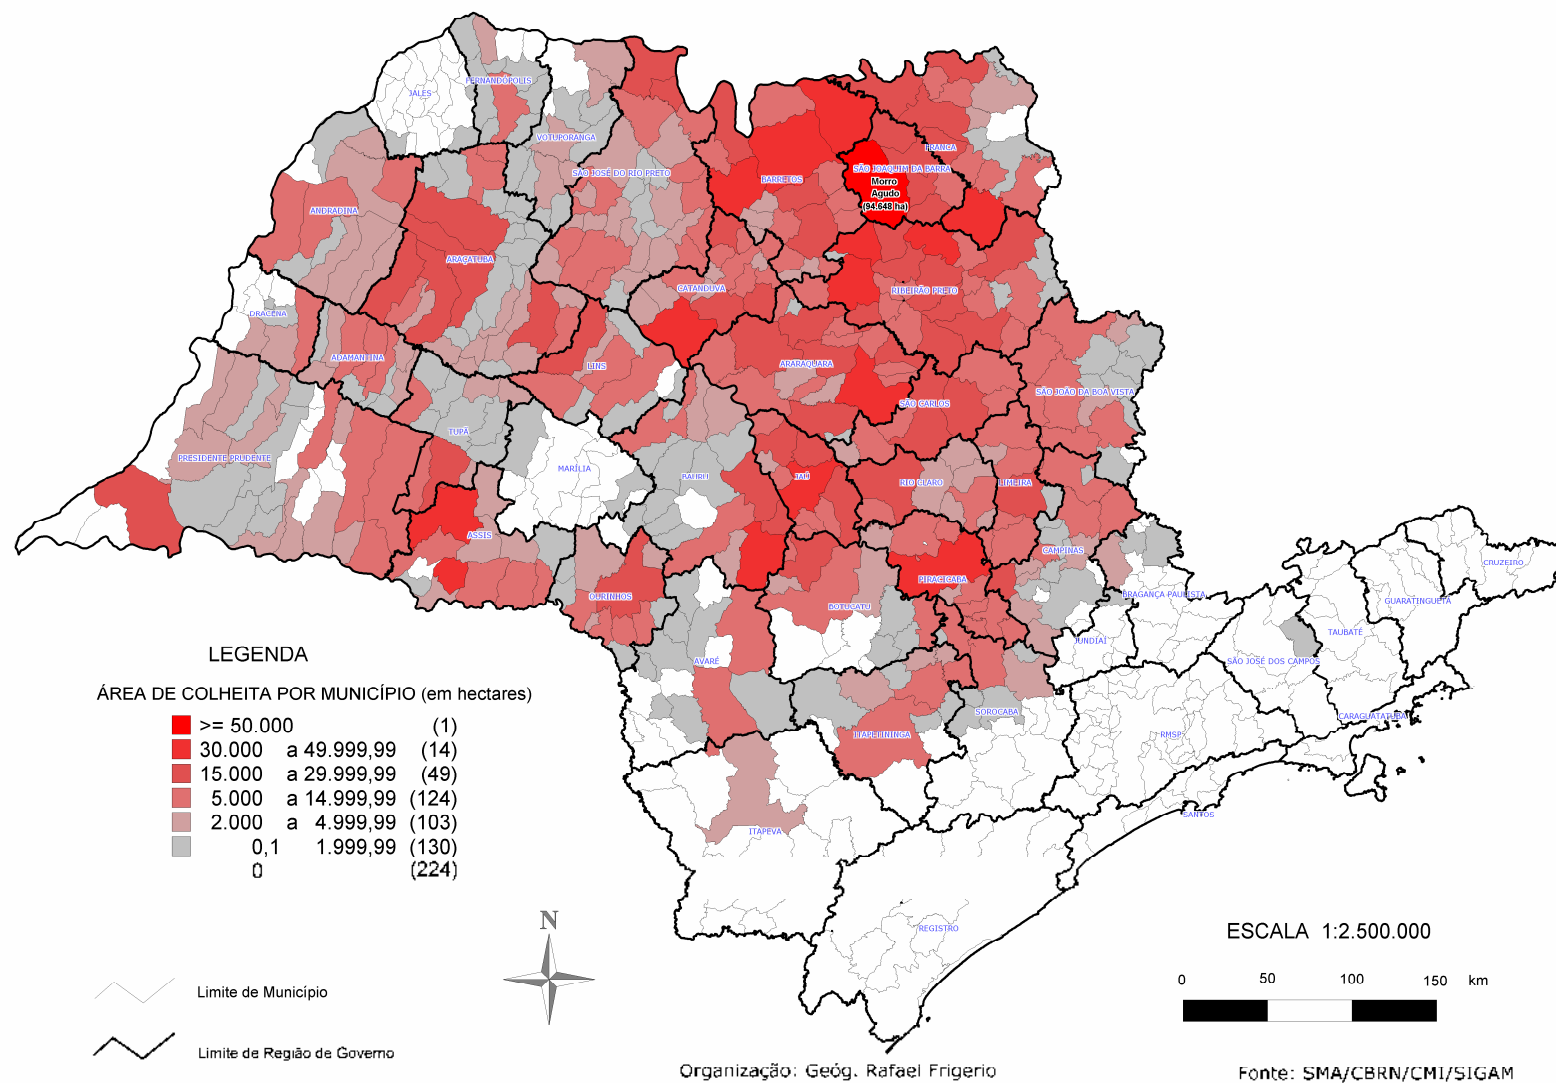 JALES
FERNANDÓPOLIS
VOTUPORANGA
SÃO JOSÉ DO RIO PRETO
BARRETOS
FRANCA
SÃO JOAQUIM DA BARRA
Morro
Agudo
(94.648 ha)
ANDRADINA
ARAÇATUBA
CATANDUVA
RIBEIRÃO PRETO
DRACENA
ADAMANTINA
LINS
ARARAQUARA
SÃO CARLOS
SÃO JOÃO DA BOA VISTA
TUPÃ
PRESIDENTE PRUDENTE
MARÍLIA
BAURU
JAÚ
RIO CLARO
LIMEIRA
ASSIS
CAMPINAS
PIRACICABA
OURINHOS
BOTUCATU
BRAGANÇA PAULISTA
CRUZEIRO
GUARATINGUETÁ
TAUBATÉ
JUNDIAÍ
SÃO JOSÉ DOS CAMPOS
AVARÉ
SOROCABA
CARAGUATATUBA
ITAPETININGA
RMSP
SANTOS
ITAPEVA
REGISTRO
LEGENDA
ÁREA DE COLHEITA POR MUNICÍPIO (em hectares)
>= 50.000 (1)
30.000 a 49.999,99 (14)
15.000 a 29.999,99 (49)
5.000 a 14.999,99 (124)
2.000 a 4.999,99 (103)
0,1 1.999,99 (130)
0 (224)
N
ESCALA 1:2.500.000
0 50 100 150 km
Limite de Município
Limite de Região de Governo
Organização: Geóg. Rafael Frigerio
Fonte: SMA/CBRN/CMI/SIGAM